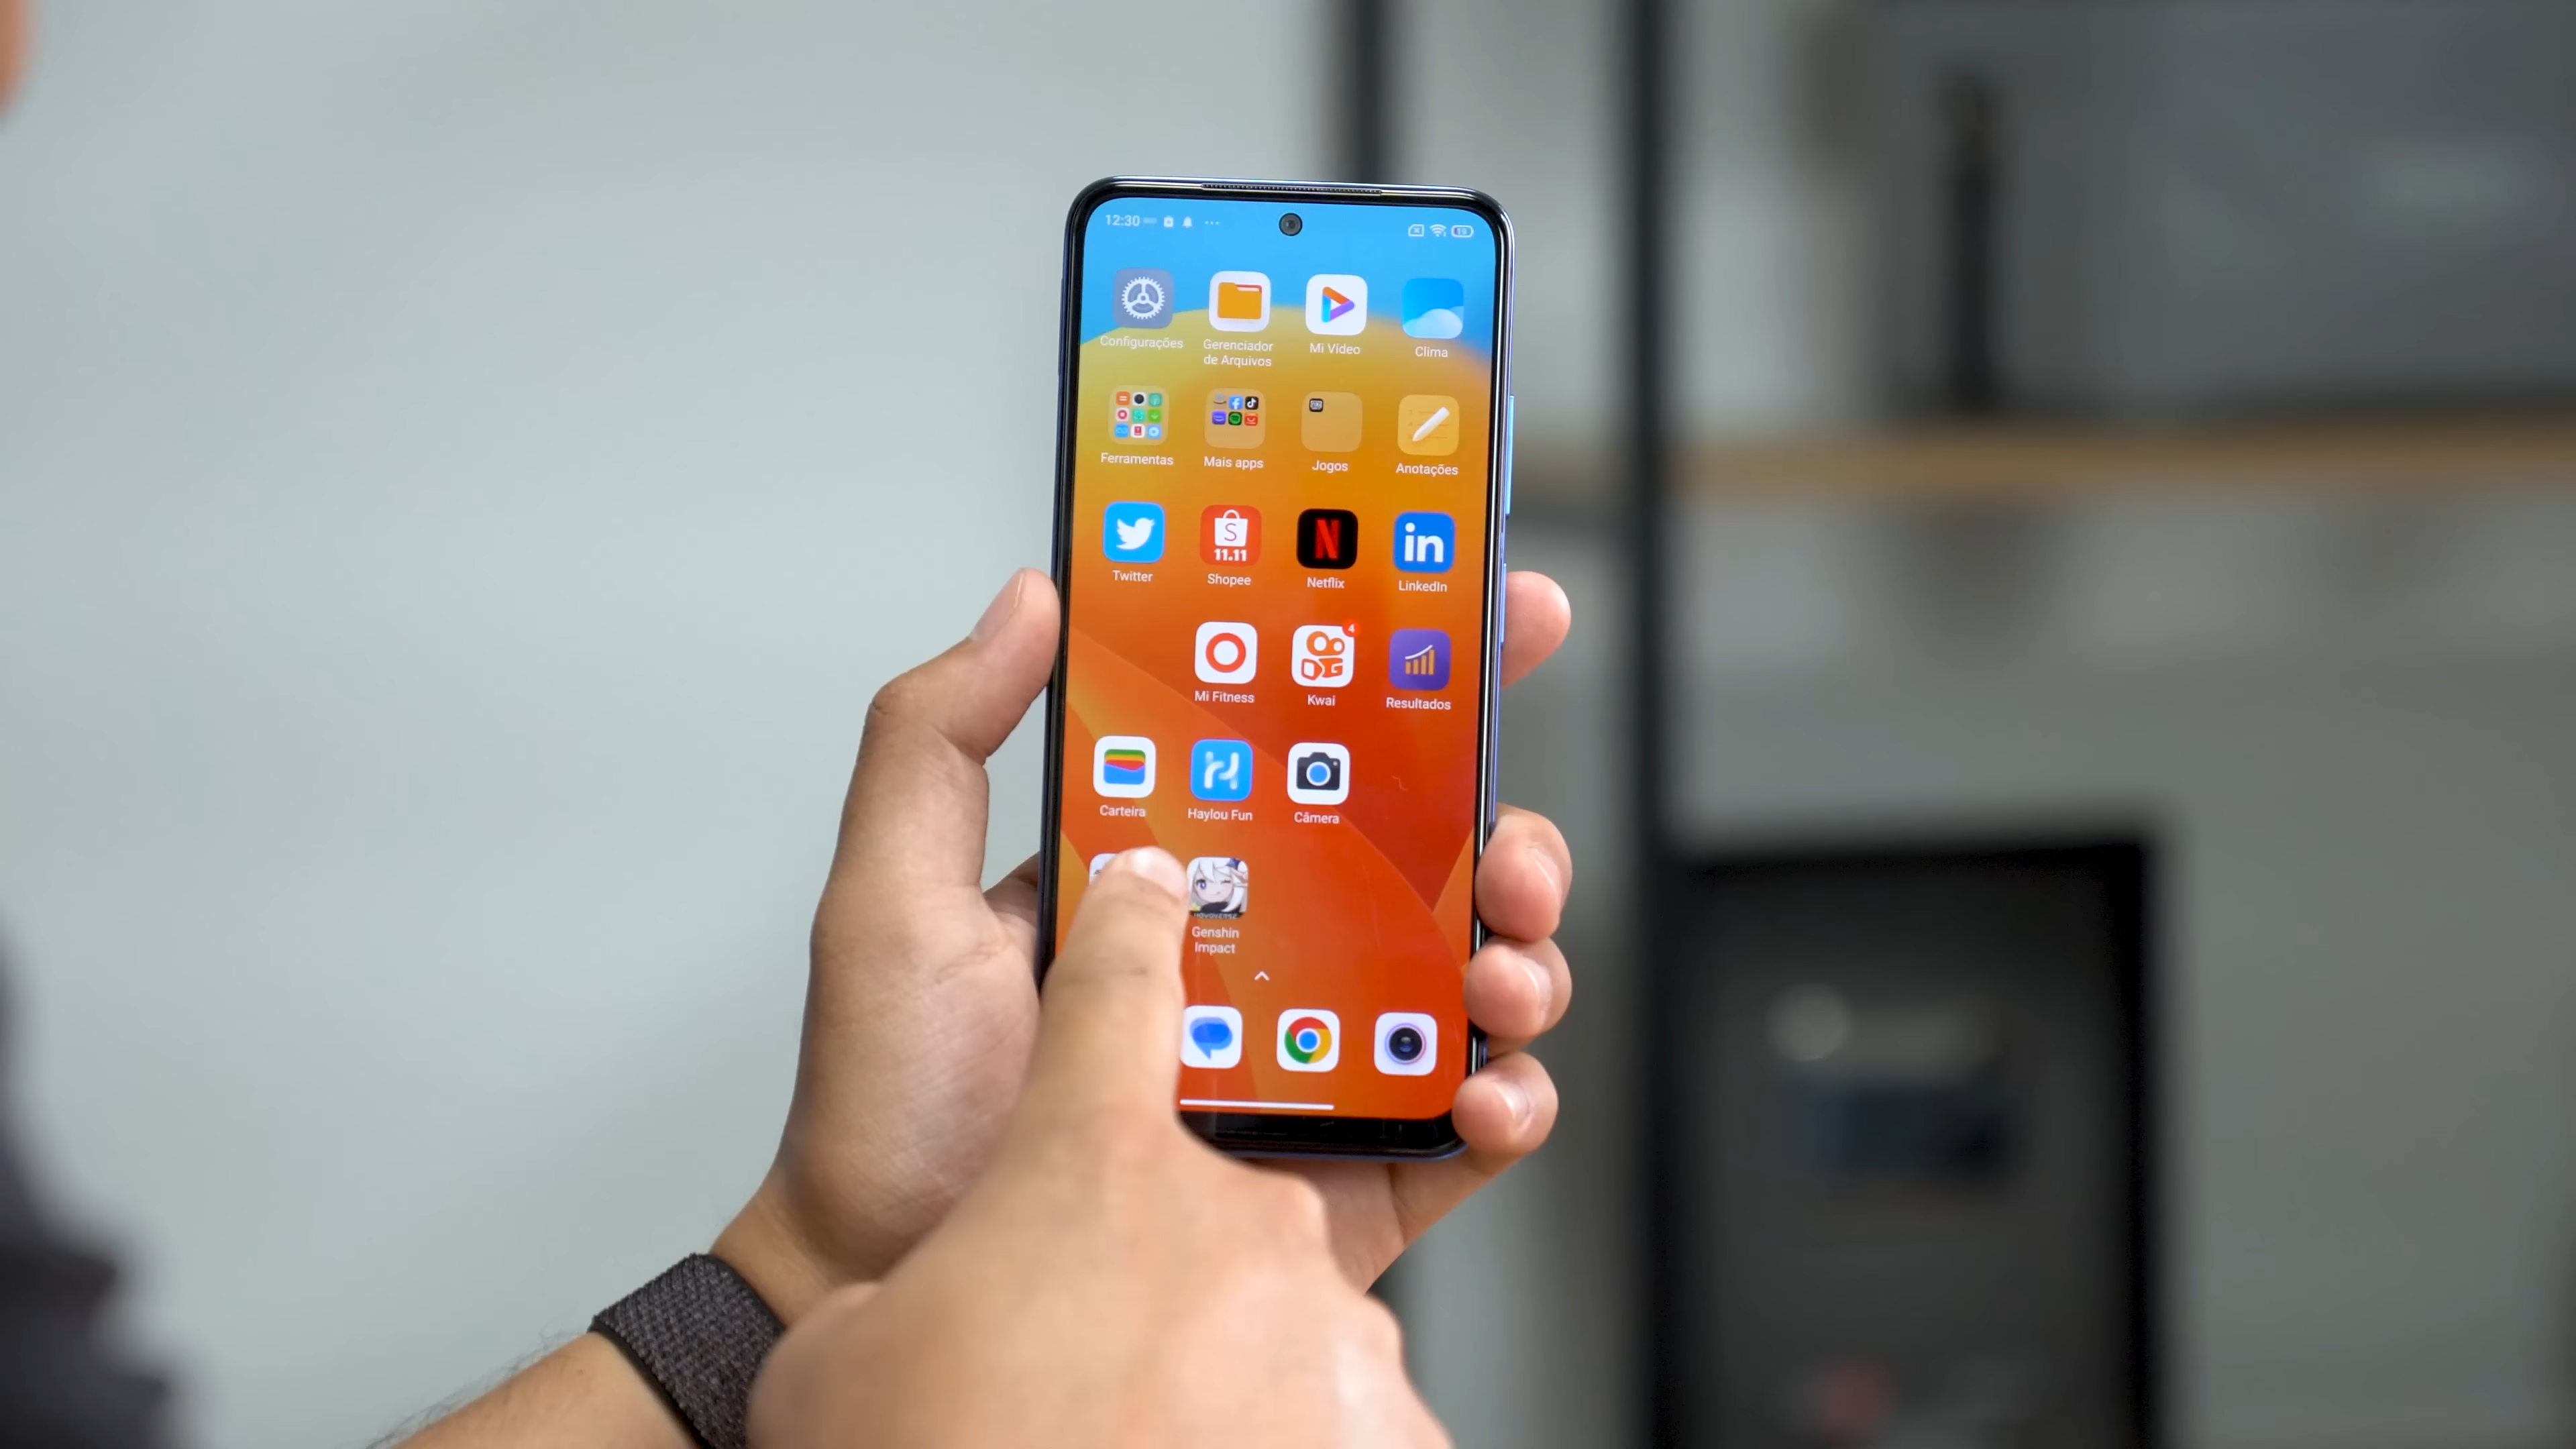 12:30
Configurações
Gerenciador
de Arquivos
Mi Vídeo
Clima
Ferramentas
Mais apps
Jogos
Anotações
S
11.11
N
in
Twitter
Shopee
Netflix
LinkedIn
4
Mi Fitness
Kwai
Resultados
Carteira
Haylou Fun
Câmera
Genshin
Impact